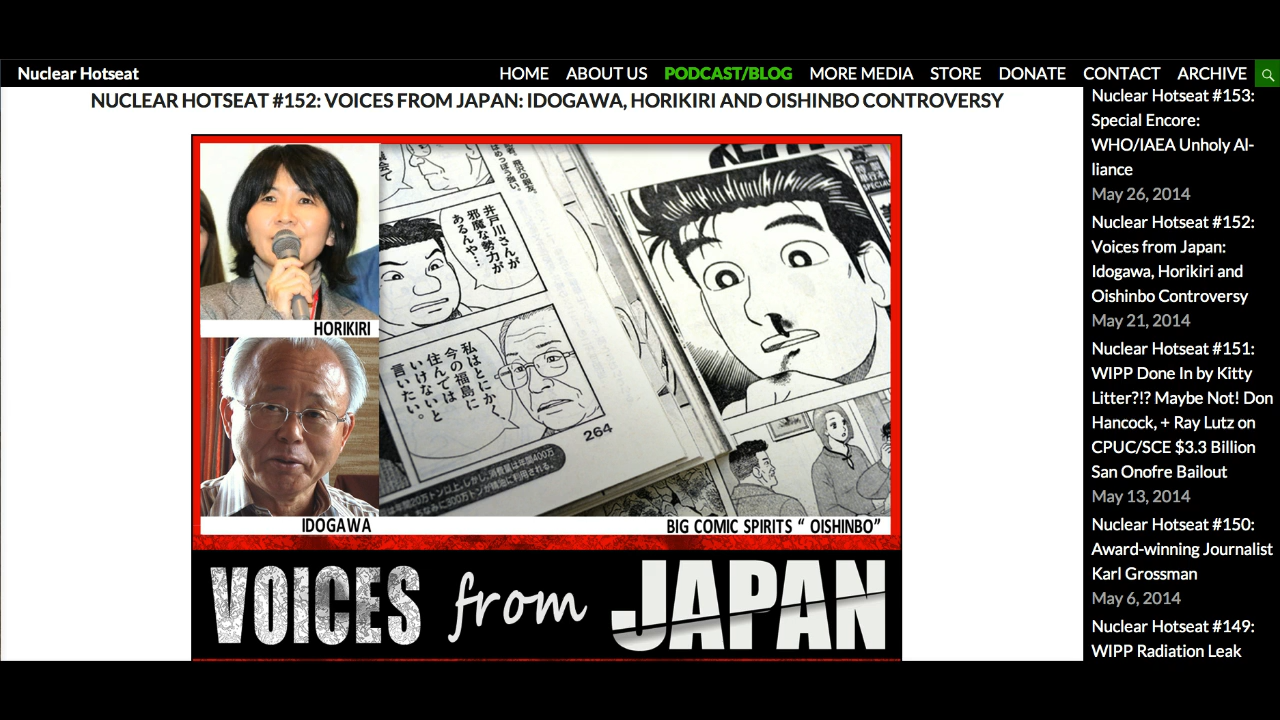 Nuclear Hotseat
HOME ABOUT US PODCAST/BLOG MORE MEDIA STORE DONATE CONTACT ARCHIVE
NUCLEAR HOTSEAT #152: VOICES FROM JAPAN: IDOGAWA, HORIKIRI AND OISHINBO CONTROVERSY
HORIKIRI
IDOGAWA
井戸川さんが
邪魔な勢力が
あるんや…
私はとにかく、
今の福島に
住んでは
いけないと
言いたい。
264
BIG COMIC SPIRITS “ OISHINBO”
VOICES from JAPAN
Nuclear Hotseat #153:
Special Encore:
WHO/IAEA Unholy Al-
liance
May 26, 2014
Nuclear Hotseat #152:
Voices from Japan:
Idogawa, Horikiri and
Oishinbo Controversy
May 21, 2014
Nuclear Hotseat #151:
WIPP Done In by Kitty
Litter?!? Maybe Not! Don
Hancock, + Ray Lutz on
CPUC/SCE $3.3 Billion
San Onofre Bailout
May 13, 2014
Nuclear Hotseat #150:
Award-winning Journalist
Karl Grossman
May 6, 2014
Nuclear Hotseat #149:
WIPP Radiation Leak